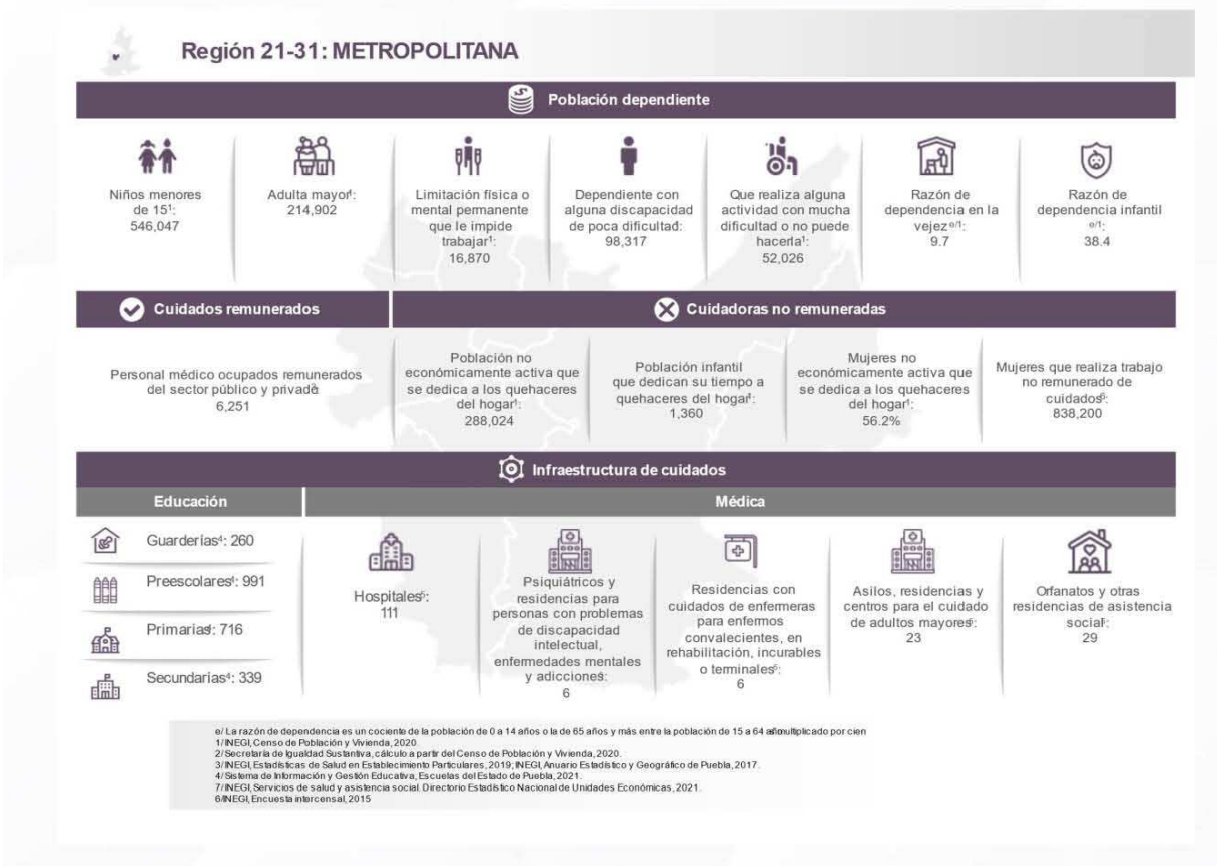 Región 21-31: METROPOLITANA
Población dependiente
Niños menores
de 15¹:
546,047
Adulta mayor¹:
214,902
Limitación física o
mental permanente
que le impide
trabajar¹:
16,870
Dependiente con
alguna discapacidad
de poca dificultad:
98,317
Que realiza alguna
actividad con mucha
dificultad o no puede
hacerla¹:
52,026
Razón de
dependencia en la
vejez e/1:
9.7
Razón de
dependencia infantil
e/1:
38.4
Cuidados remunerados
Cuidadoras no remuneradas
Personal médico ocupados remunerados
del sector público y privado
6,251
Población no
económicamente activa que
se dedica a los quehaceres
del hogar¹:
288,024
Población infantil
que dedican su tiempo a
quehaceres del hogar:
1,360
Mujeres no
económicamente activa que
se dedica a los quehaceres
del hogar¹:
56.2%
Mujeres que realiza trabajo
no remunerado de
cuidados⁶:
838,200
Infraestructura de cuidados
Educación
Médica
Guarderías⁴: 260
Preescolares⁴: 991
Primarias⁴: 716
Secundarias⁴: 339
Hospitales⁵:
111
Psiquiátricos y
residencias para
personas con problemas
de discapacidad
intelectual,
enfermedades mentales
y adicciones:
6
Residencias con
cuidados de enfermeras
para enfermos
convalecientes, en
rehabilitación, incurables
o terminales⁵:
6
Asilos, residencias y
centros para el cuidado
de adultos mayores⁵:
23
Orfanatos y otras
residencias de asistencia
social:
29
e/ La razón de dependencia es un cociente de la población de 0 a 14 años o la de 65 años y más entre la población de 15 a 64 años multiplicado por cien
1/ INEGI, Censo de Población y Vivienda, 2020.
2/ Secretaría de Igualdad Sustantiva, cálculo a partir del Censo de Población y Vivienda, 2020.
3/ INEGI, Estadísticas de Salud en Establecimiento Particulares, 2019; INEGI, Anuario Estadístico y Geográfico de Puebla, 2017.
4/ Sistema de Información y Gestión Educativa, Escuelas del Estado de Puebla, 2021.
7/ INEGI, Servicios de salud y asistencia social. Directorio Estadístico Nacional de Unidades Económicas, 2021.
6/ INEGI, Encuesta intercensal, 2015